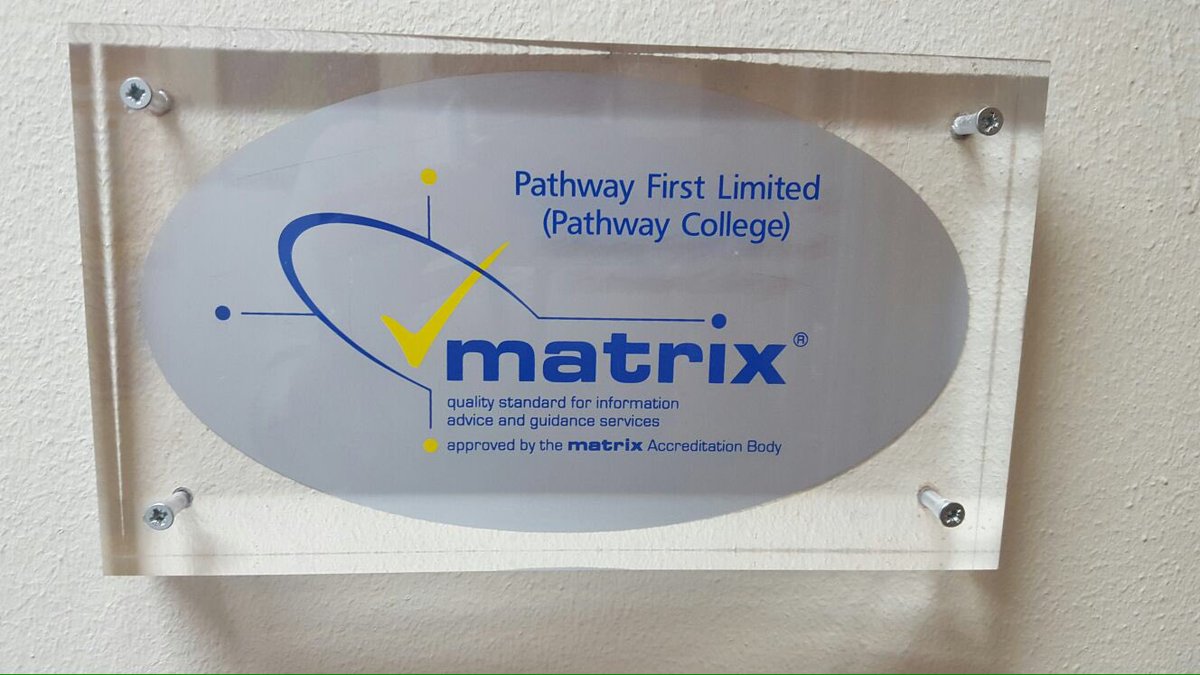 Pathway First Limited
(Pathway College)
matrix®
quality standard for information
advice and guidance services
approved by the matrix Accreditation Body